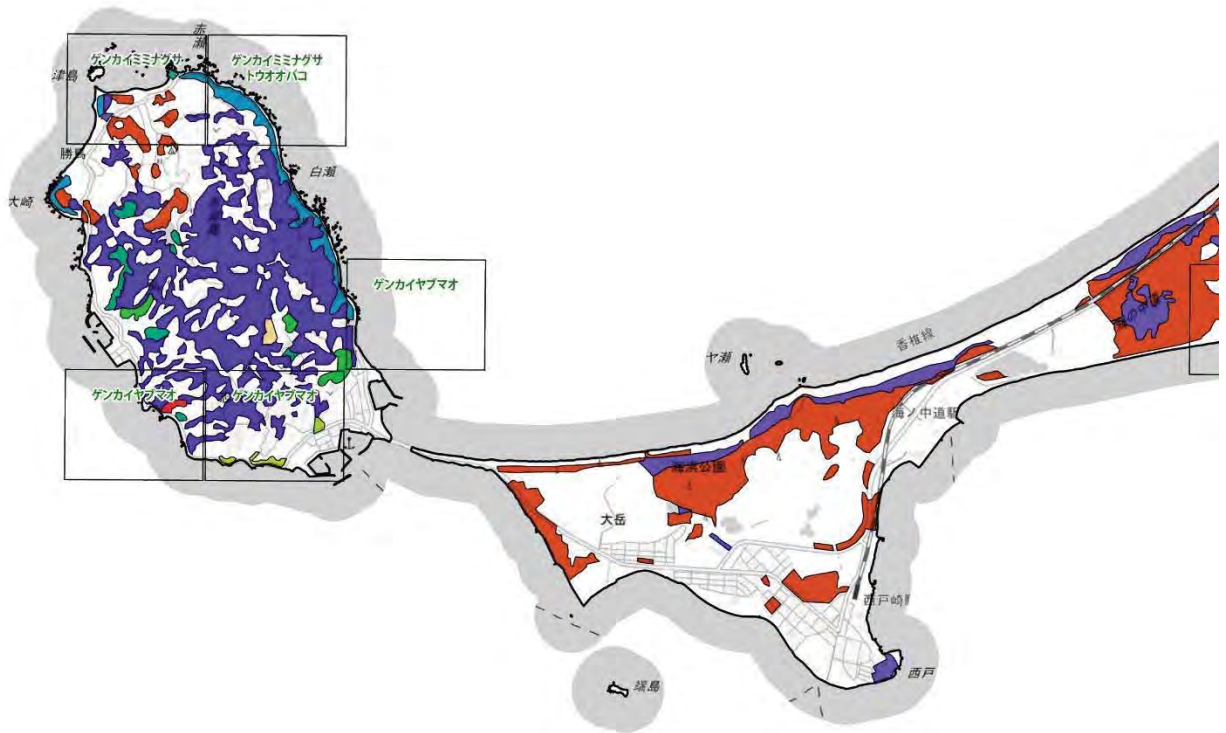 赤瀬
ゲンカイミミナグサ
ゲンカイミミナグサ
トウオオバコ
津島
勝馬
白瀬
大崎
ゲンカイヤブマオ
香椎線
ヤ瀬
ゲンカイヤブマオ
ゲンカイヤブマオ
海ノ中道駅
海浜公園
大岳
西戸崎
西戸
端島